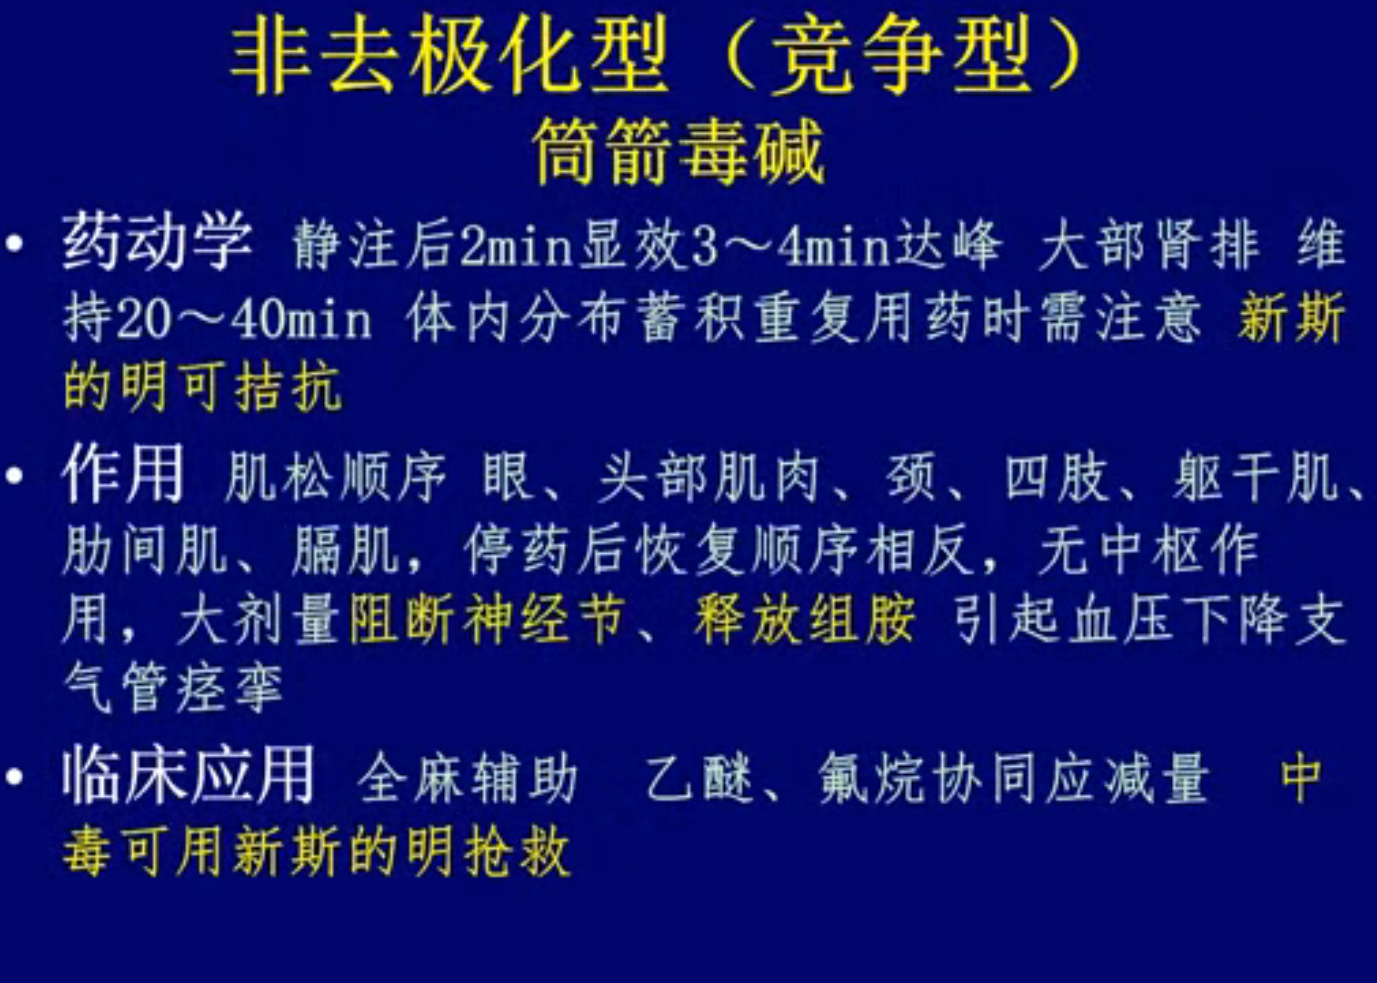 非去极化型（竞争型）
筒箭毒碱
• 药动学 静注后2min显效3～4min达峰 大部肾排 维
持20～40min 体内分布蓄积重复用药时需注意 新斯
的明可拮抗
• 作用 肌松顺序 眼、头部肌肉、颈、四肢、躯干肌、
肋间肌、膈肌，停药后恢复顺序相反，无中枢作
用，大剂量阻断神经节、释放组胺 引起血压下降支
气管痉挛
• 临床应用 全麻辅助 乙醚、氟烷协同应减量 中
毒可用新斯的明抢救